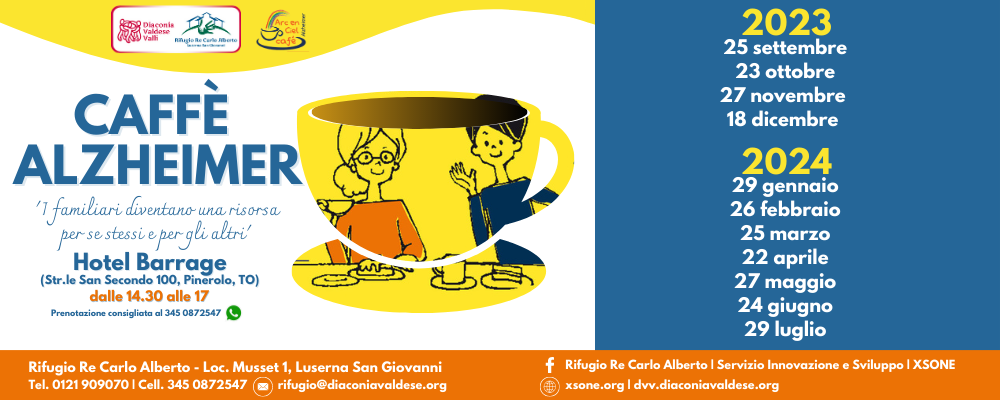 Diaconia
Valdese
Valli
Rifugio Re Carlo Alberto
Luserna San Giovanni
Arc en
Ciel
cafè
Alzheimer
CAFFÈ
ALZHEIMER
'I familiari diventano una risorsa
per se stessi e per gli altri'
Hotel Barrage
(Str.le San Secondo 100, Pinerolo, TO)
dalle 14.30 alle 17
Prenotazione consigliata al 345 0872547
2023
25 settembre
23 ottobre
27 novembre
18 dicembre
2024
29 gennaio
26 febbraio
25 marzo
22 aprile
27 maggio
24 giugno
29 luglio
Rifugio Re Carlo Alberto - Loc. Musset 1, Luserna San Giovanni
Tel. 0121 909070 | Cell. 345 0872547 rifugio@diaconiavaldese.org
Rifugio Re Carlo Alberto | Servizio Innovazione e Sviluppo | XSONE
xsone.org | dvv.diaconiavaldese.org